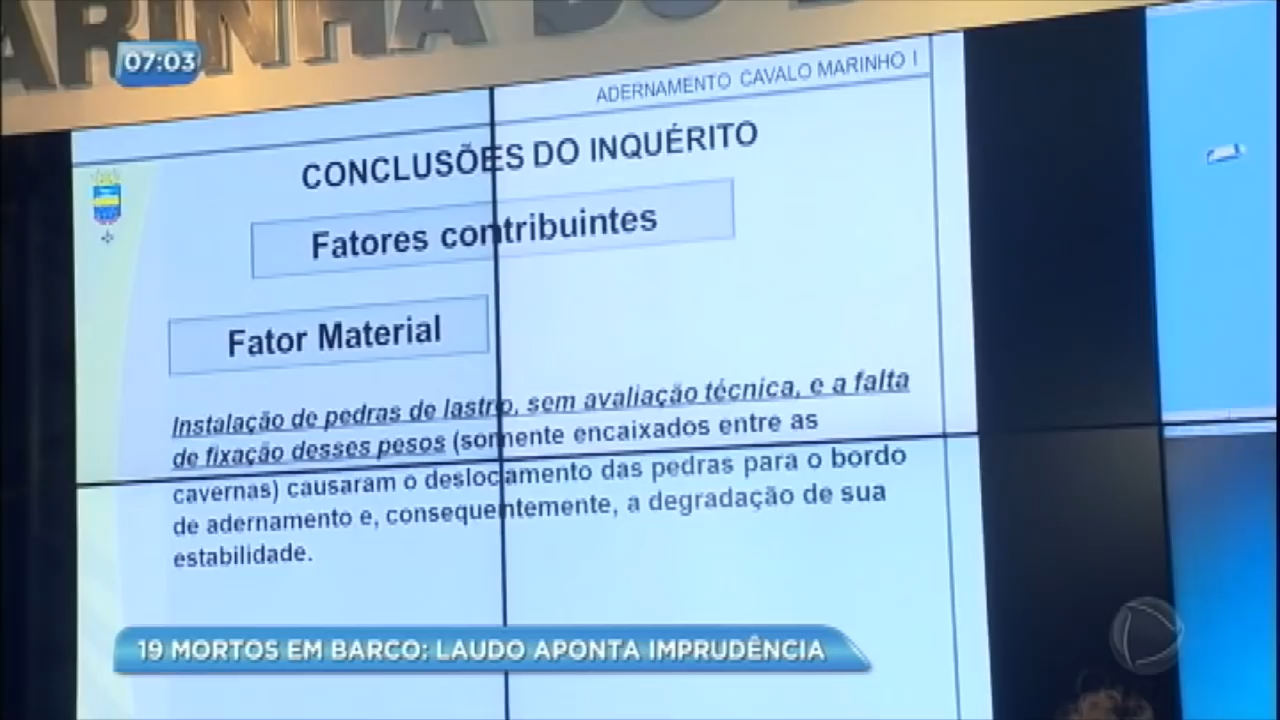 ARINHA DO B
07:03
ADERNAMENTO CAVALO MARINHO I
CONCLUSÕES DO INQUÉRITO
Fatores contribuintes
Fator Material
Instalação de pedras de lastro, sem avaliação técnica, e a falta
de fixação desses pesos (somente encaixados entre as
cavernas) causaram o deslocamento das pedras para o bordo
de adernamento e, consequentemente, a degradação de sua
estabilidade.
19 MORTOS EM BARCO: LAUDO APONTA IMPRUDÊNCIA